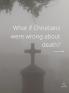 What if Christians
were wrong about
death?